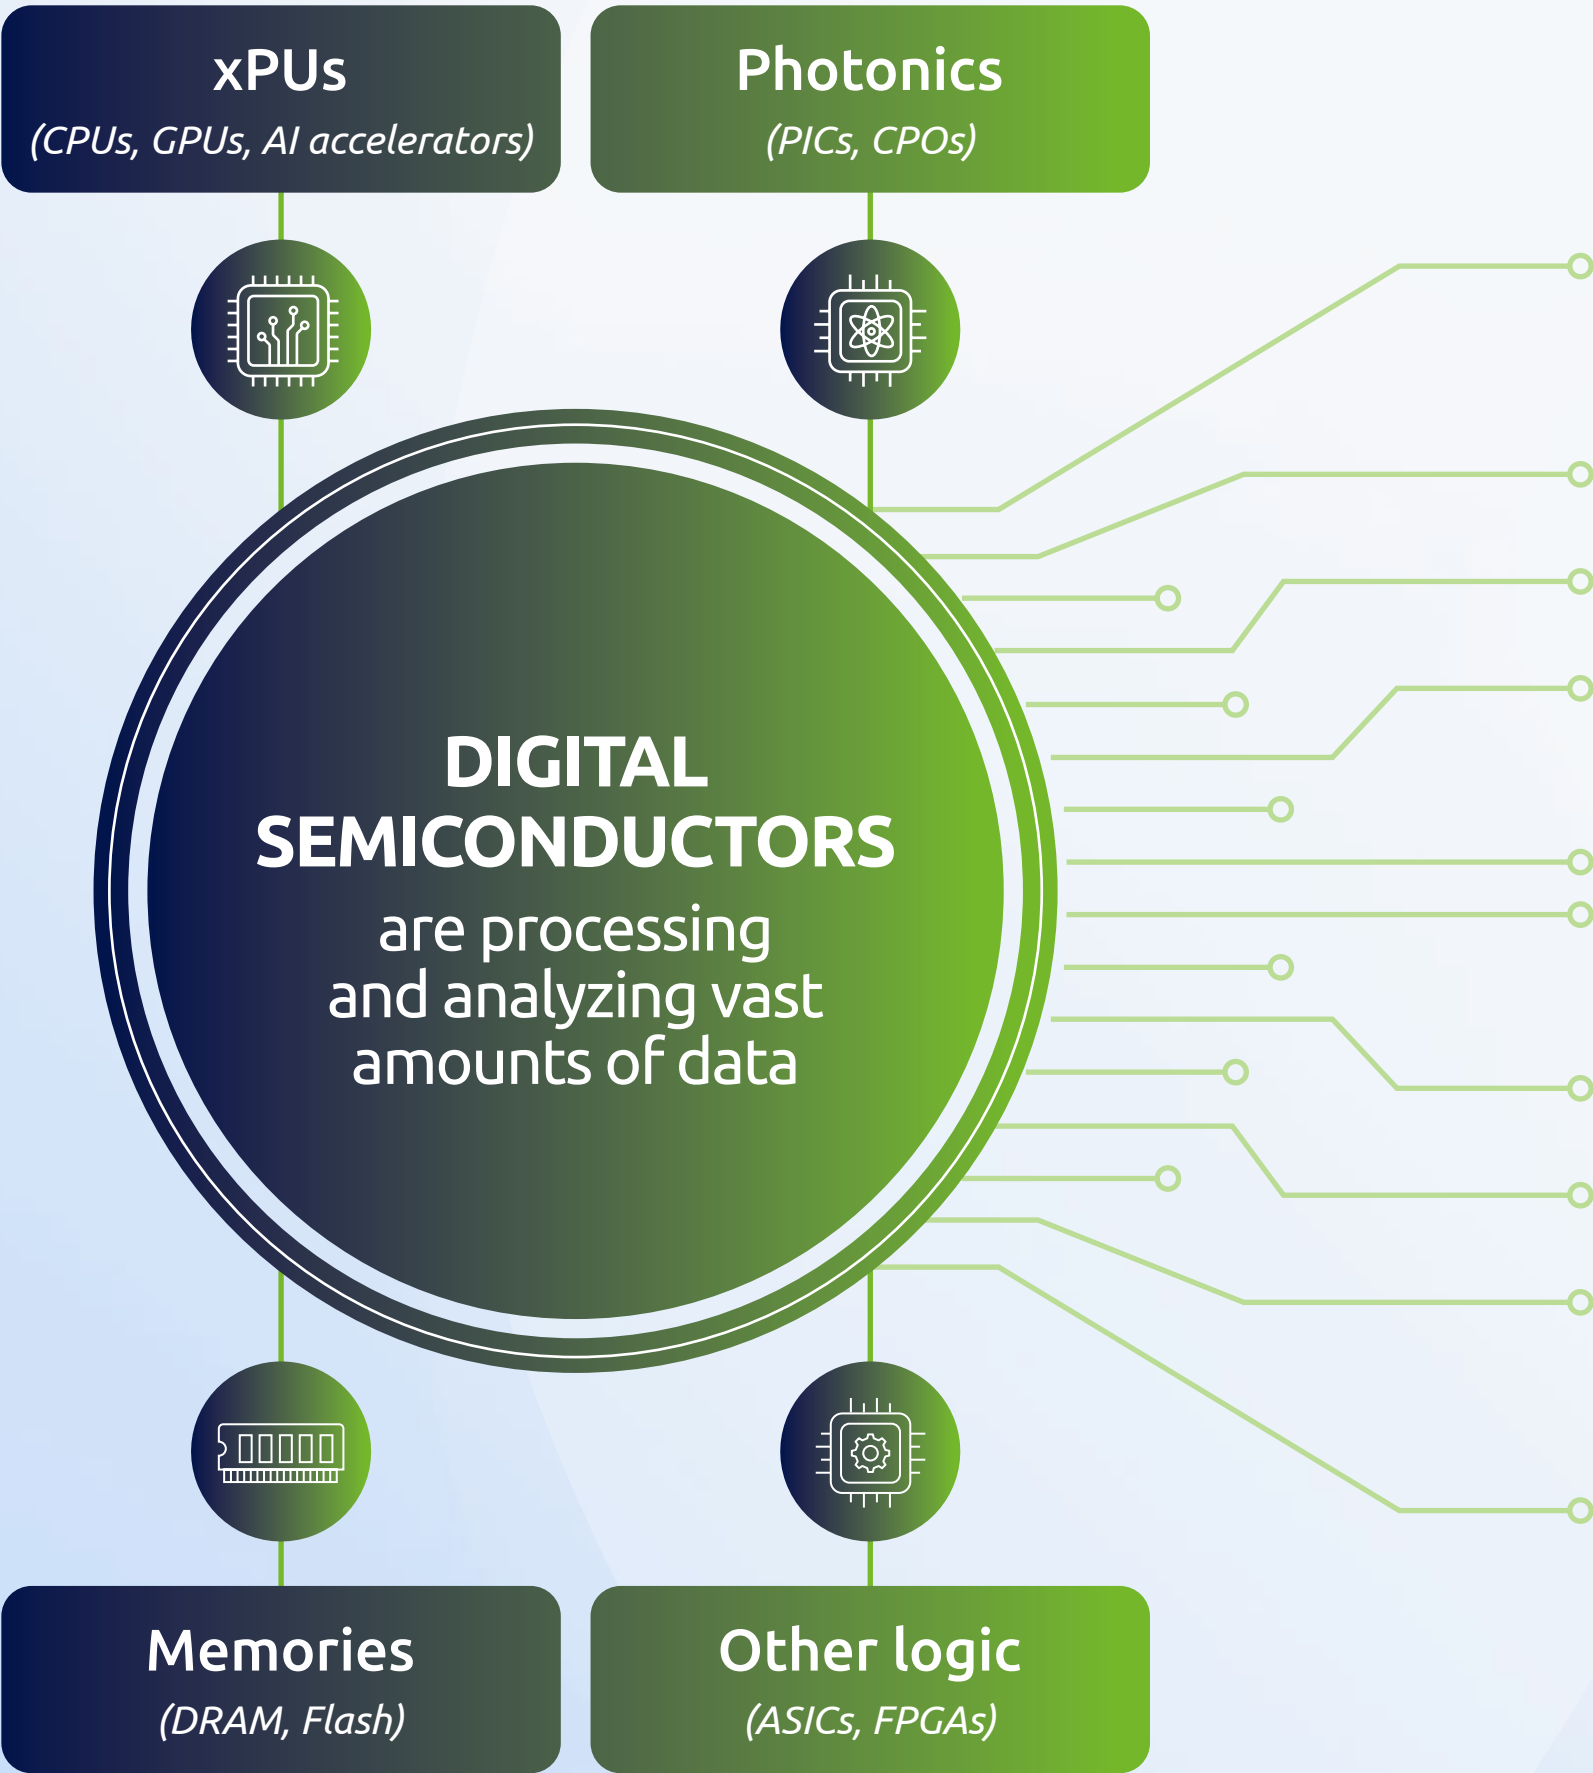 xPUs
(CPUs, GPUs, AI accelerators)
Photonics
(PICs, CPOs)
DIGITAL
SEMICONDUCTORS
are processing
and analyzing vast
amounts of data
Memories
(DRAM, Flash)
Other logic
(ASICs, FPGAs)